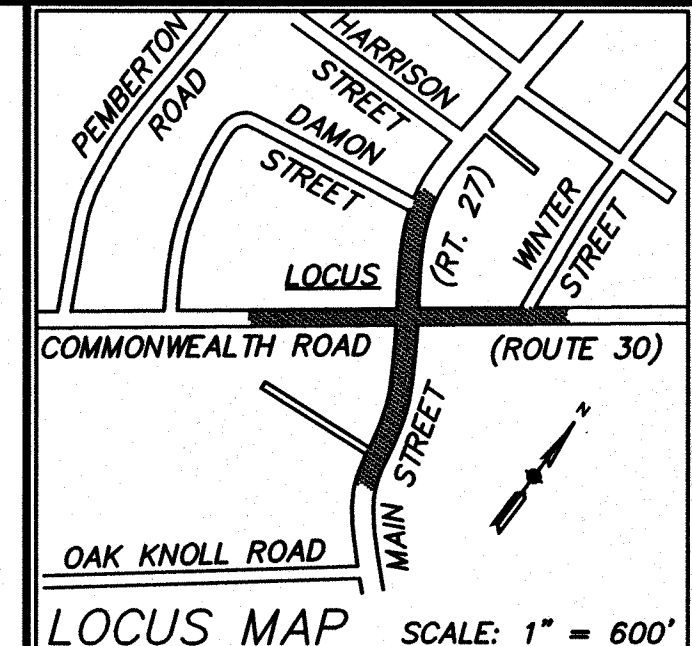 PEMBERTON
ROAD
HARRISON
STREET
DAMON
STREET
(RT. 27)
WINTER
STREET
LOCUS
COMMONWEALTH ROAD
(ROUTE 30)
N
MAIN STREET
OAK KNOLL ROAD
LOCUS MAP
SCALE: 1" = 600'